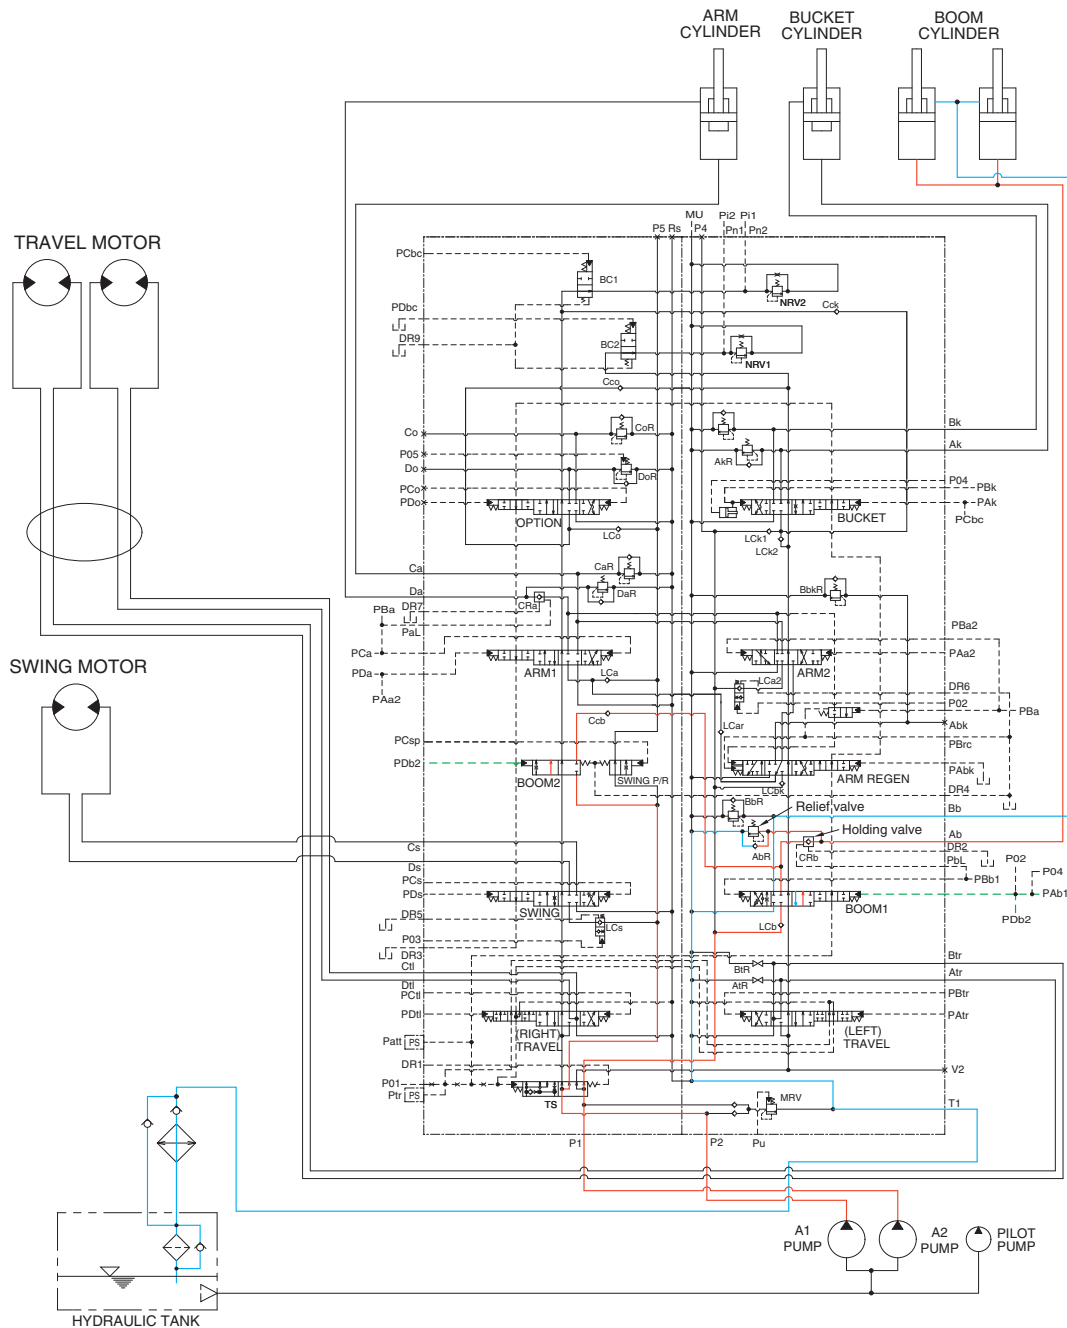 ARM
CYLINDER
BUCKET
CYLINDER
BOOM
CYLINDER
TRAVEL MOTOR
SWING MOTOR
P5 Rs
MU
P4
Pi2
Pi1
Pn1
Pn2
PCbc
BC1
NRV2
Cck
PDbc
DR9
BC2
NRV1
Cco
Co
CoR
Bk
P05
Do
DoR
AkR
Ak
PCo
PDo
OPTION
P04
PBk
PAk
PCbc
BUCKET
LCo
LCk1
LCk2
Ca
CaR
Da
DaR
BbkR
PBa
DR7
CRa
PaL
PBa2
PCa
PDa
PAa2
ARM1
LCa
ARM2
PAa2
LCa2
DR6
P02
PBa
Ccb
LCar
Abk
PCsp
PBrc
PDb2
BOOM2
SWING P/R
ARM REGEN
PAbk
LCbk
DR4
BbR
Relief valve
Bb
Holding valve
Ab
AbR
CRb
DR2
PbL
Cs
Ds
PCs
PDs
SWING
P02
P04
PBb1
PAb1
BOOM1
PDb2
DR5
LCs
LCb
P03
DR3
Ctl
BtR
Btr
Dtl
AtR
Atr
PCtl
PBtr
PDtl
PAtr
(RIGHT)
TRAVEL
(LEFT)
TRAVEL
Patt
PS
DR1
V2
P01
Ptr
PS
TS
MRV
T1
P1
P2
Pu
A1
PUMP
A2
PUMP
PILOT
PUMP
HYDRAULIC TANK